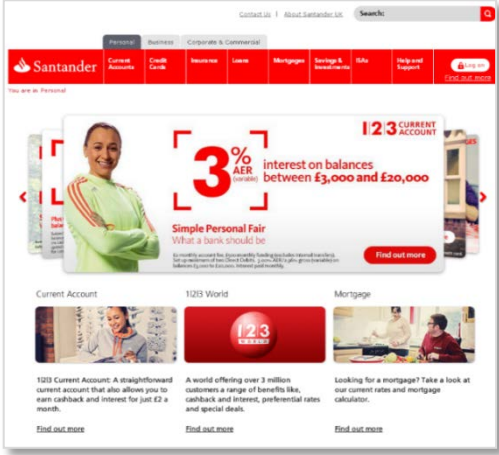 Contact Us | About Santander UK
Search:
Personal Business Corporate & Commercial
Santander
Current Accounts
Credit Cards
Insurance
Loans
Mortgages
Savings & Investments
ISAs
Help and Support
Log on
Find out more
You are in: Personal
1|2|3 CURRENT ACCOUNT
3% AER (variable)
interest on balances
between £3,000 and £20,000
Simple Personal Fair
What a bank should be
Find out more
Current Account
1|2|3 World
Mortgage
1|2|3
WORLD
1|2|3 Current Account: A straightforward
current account that also allows you to
earn cashback and interest for just £2 a
month.
Find out more
A world offering over 3 million
customers a range of benefits like,
cashback and interest, preferential rates
and special deals.
Find out more
Looking for a mortgage? Take a look at
our current rates and mortgage
calculator.
Find out more